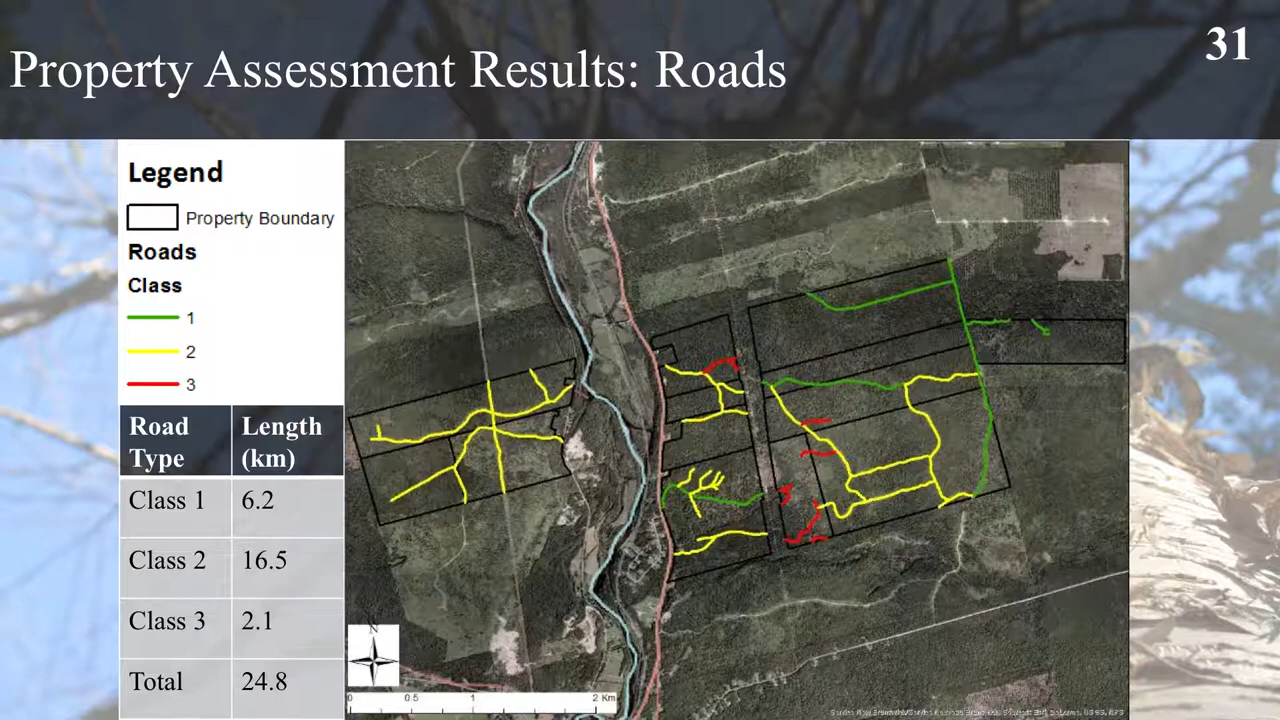 Property Assessment Results: Roads
31
Legend
Property Boundary
Roads
Class
1
2
3
Road Type
Length (km)
Class 1
6.2
Class 2
16.5
Class 3
2.1
Total
24.8
N
0
0.5
1
2 Km